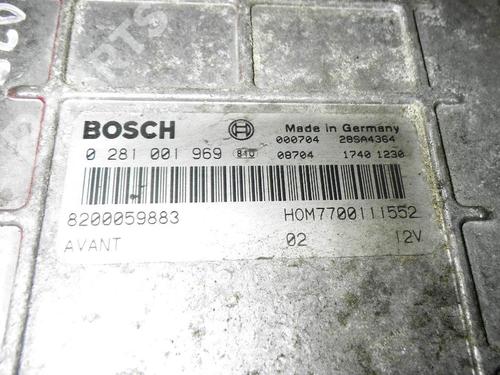 BOSCH
Made in Germany
000704 28SA4364
0 281 001 969 08704 1740 1230
8200059883 HOM7700111552
AVANT 02 12V